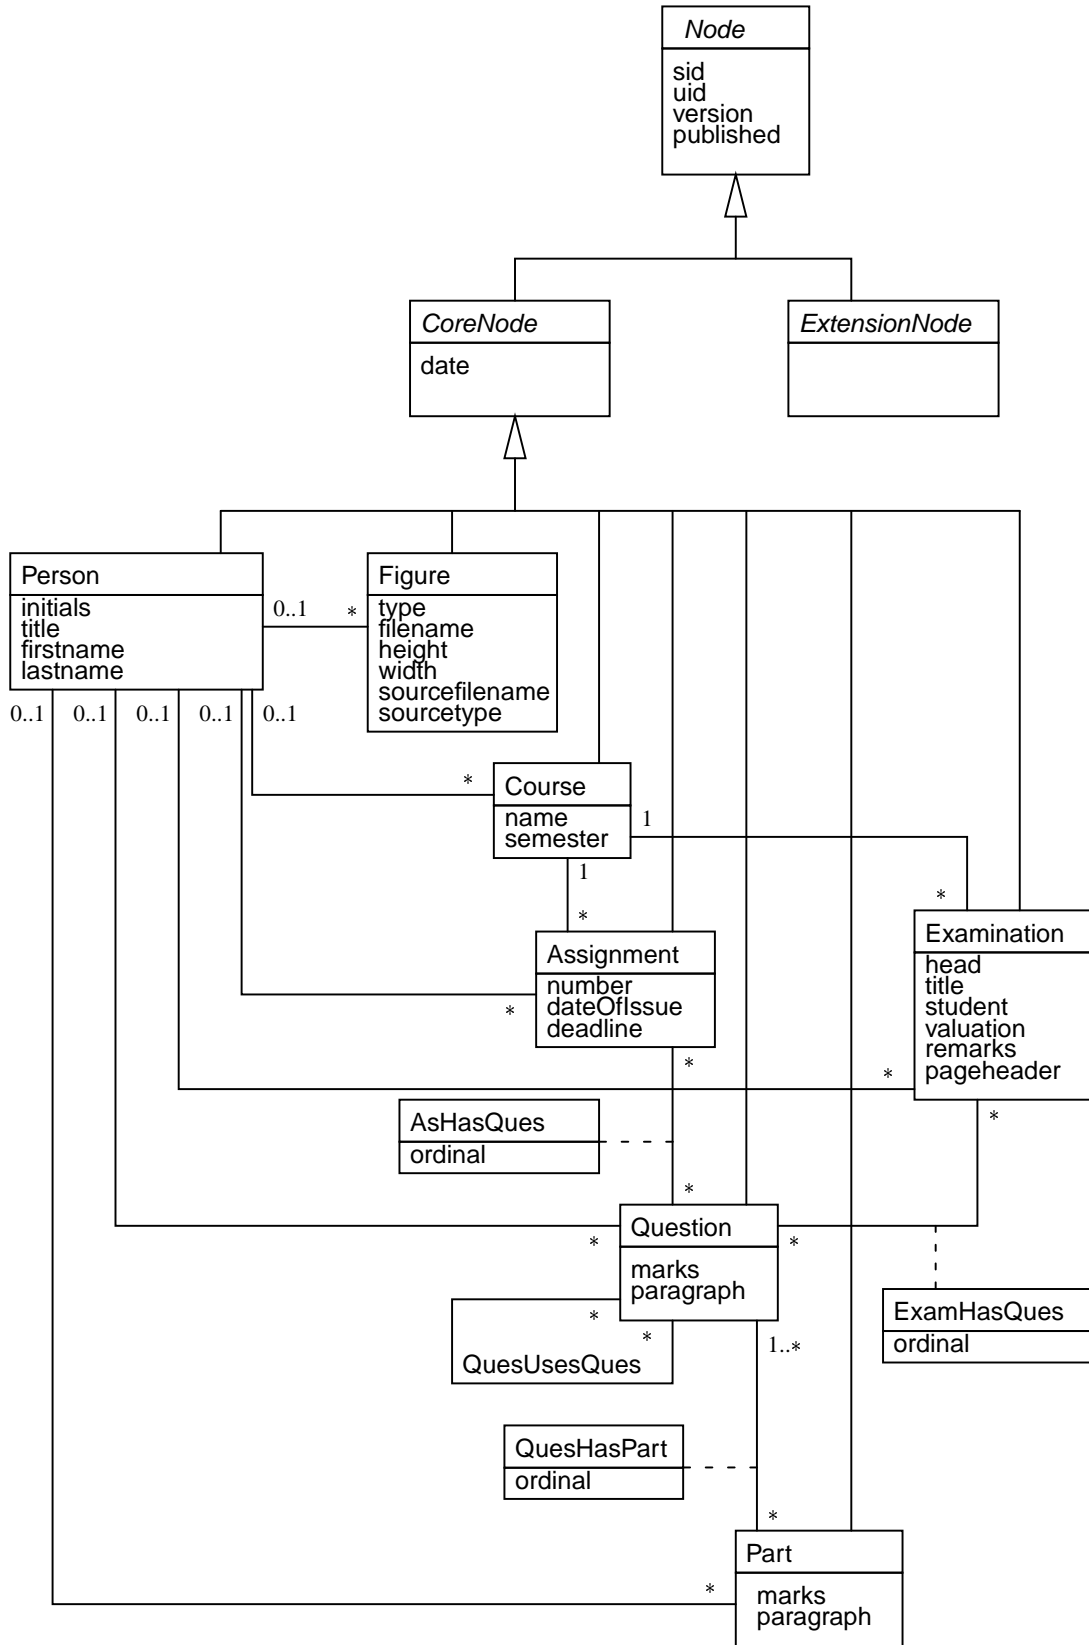 Node
sid
uid
version
published
CoreNode
date
ExtensionNode
Person
initials
title
firstname
lastname
0..1
*
Figure
type
filename
height
width
sourcefilename
sourcetype
0..1
0..1
0..1
0..1
0..1
*
Course
name
semester
1
1
*
*
Assignment
number
dateOfIssue
deadline
*
*
Examination
head
title
student
valuation
remarks
pageheader
*
*
AsHasQues
ordinal
*
Question
marks
paragraph
*
*
*
*
QuesUsesQues
1..*
ExamHasQues
ordinal
QuesHasPart
ordinal
*
Part
marks
paragraph
*